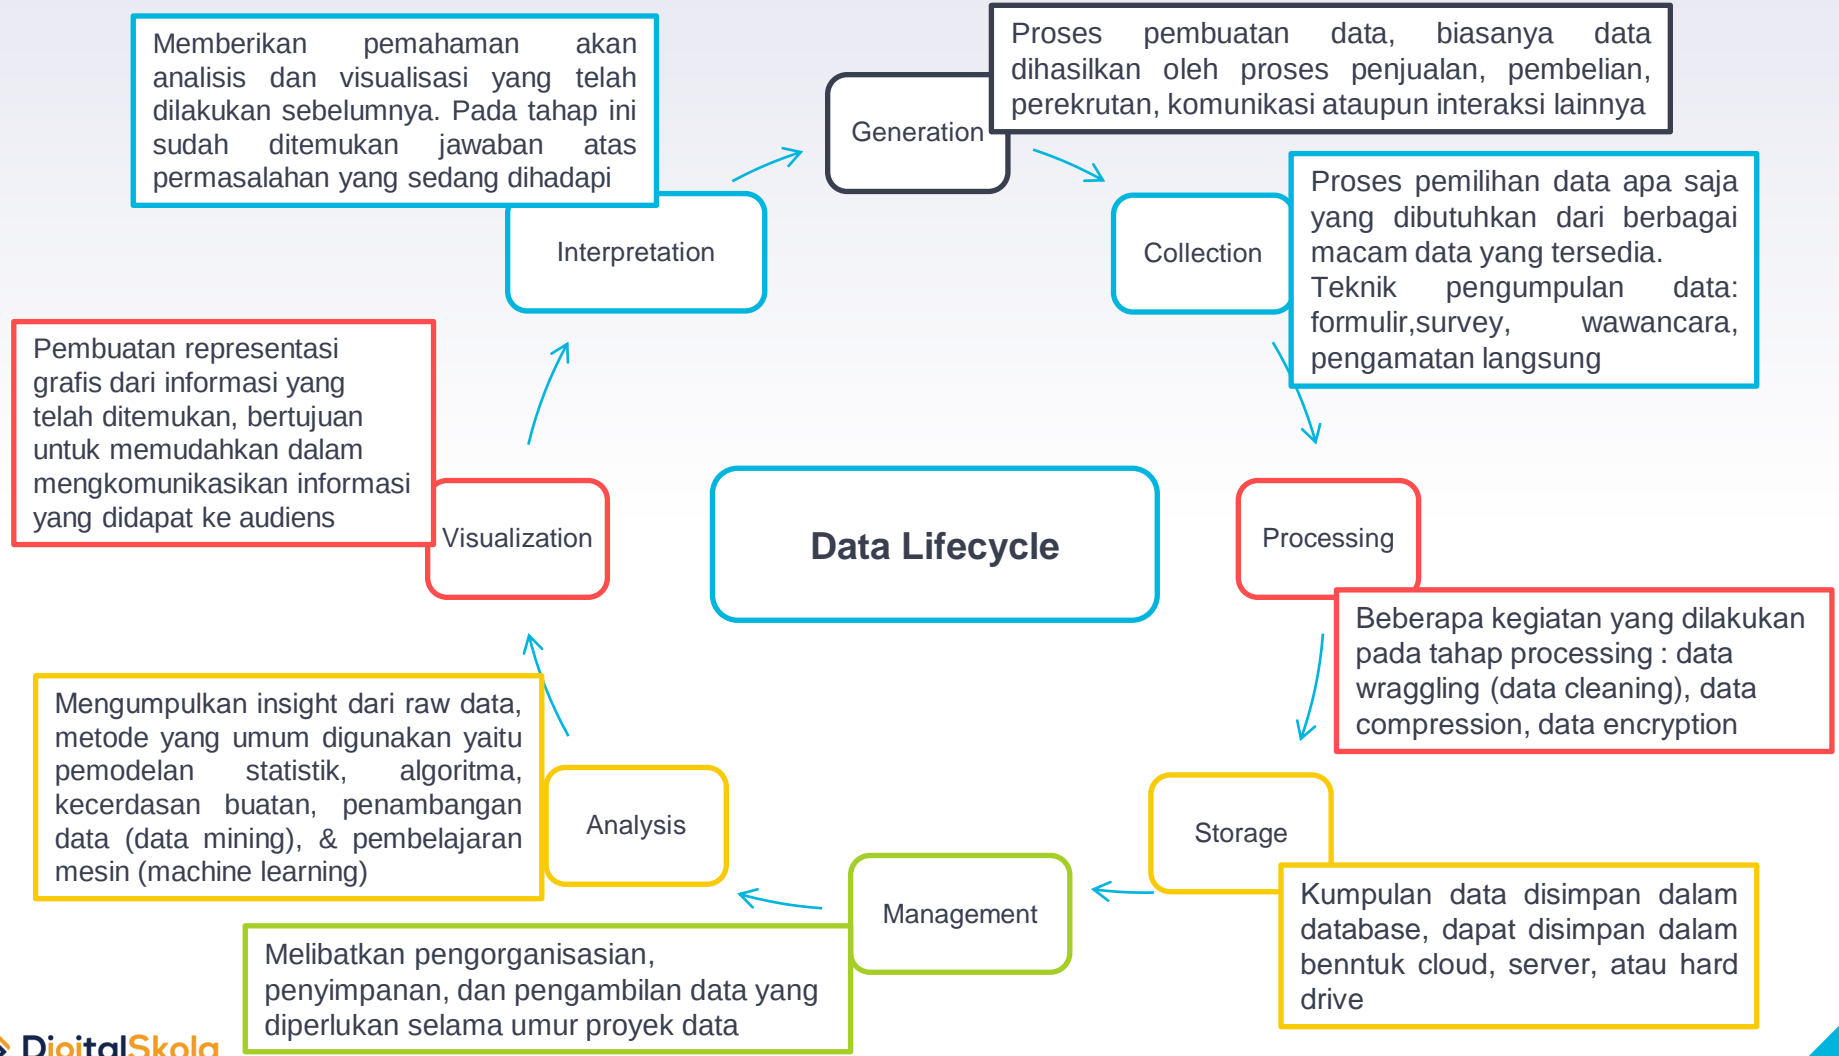 Memberikan pemahaman akan
analisis dan visualisasi yang telah
dilakukan sebelumnya. Pada tahap ini
sudah ditemukan jawaban atas
permasalahan yang sedang dihadapi
Proses pembuatan data, biasanya data
dihasilkan oleh proses penjualan, pembelian,
perekrutan, komunikasi ataupun interaksi lainnya
Generation
Interpretation
Collection
Proses pemilihan data apa saja
yang dibutuhkan dari berbagai
macam data yang tersedia.
Teknik pengumpulan data:
formulir,survey, wawancara,
pengamatan langsung
Pembuatan representasi
grafis dari informasi yang
telah ditemukan, bertujuan
untuk memudahkan dalam
mengkomunikasikan informasi
yang didapat ke audiens
Visualization
Data Lifecycle
Processing
Beberapa kegiatan yang dilakukan
pada tahap processing : data
wraggling (data cleaning), data
compression, data encryption
Mengumpulkan insight dari raw data,
metode yang umum digunakan yaitu
pemodelan statistik, algoritma,
kecerdasan buatan, penambangan
data (data mining), & pembelajaran
mesin (machine learning)
Analysis
Storage
Kumpulan data disimpan dalam
database, dapat disimpan dalam
benntuk cloud, server, atau hard
drive
Management
Melibatkan pengorganisasian,
penyimpanan, dan pengambilan data yang
diperlukan selama umur proyek data
DigitalSkola